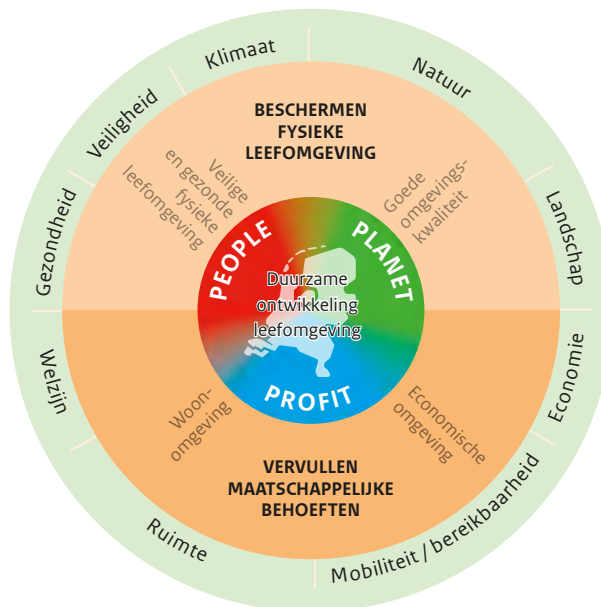 Klimaat
Natuur
Veiligheid
Gezondheid
Landschap
BESCHERMEN
FYSIEKE
LEEFOMGEVING
Veilige
en gezonde
fysieke
leefomgeving
Goede
omgevings-
kwaliteit
PEOPLE
PLANET
Duurzame
ontwikkeling
leefomgeving
PROFIT
Woon-
omgeving
Economische
omgeving
VERVULLEN
MAATSCHAPPELIJKE
BEHOEFTEN
Welzijn
Economie
Ruimte
Mobiliteit / bereikbaarheid